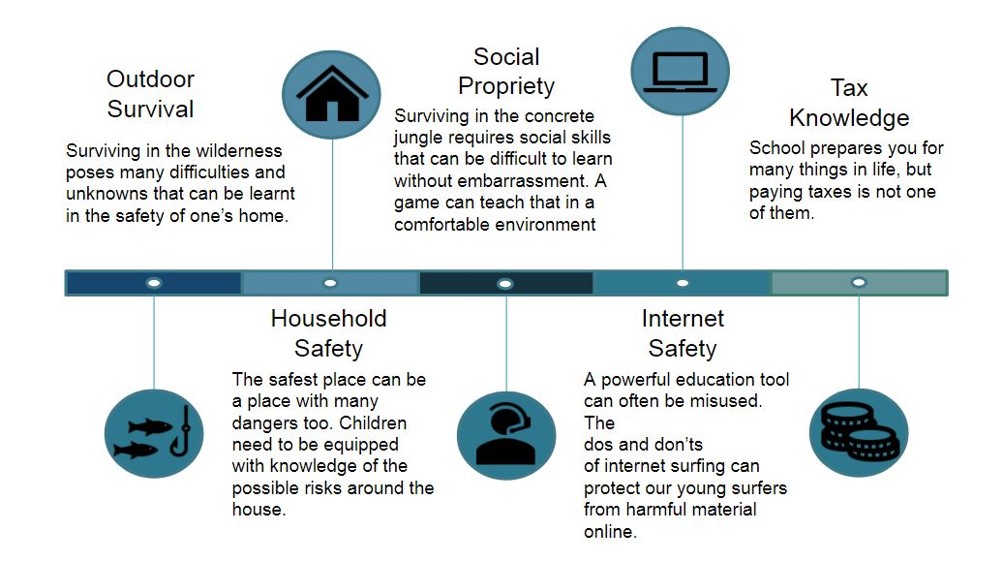 Outdoor
Survival
Surviving in the wilderness
poses many difficulties and
unknowns that can be learnt
in the safety of one’s home.
Household
Safety
The safest place can be
a place with many
dangers too. Children
need to be equipped
with knowledge of the
possible risks around the
house.
Social
Propriety
Surviving in the concrete
jungle requires social skills
that can be difficult to learn
without embarrassment. A
game can teach that in a
comfortable environment
Internet
Safety
A powerful education tool
can often be misused.
The
dos and don’ts
of internet surfing can
protect our young surfers
from harmful material
online.
Tax
Knowledge
School prepares you for
many things in life, but
paying taxes is not one
of them.